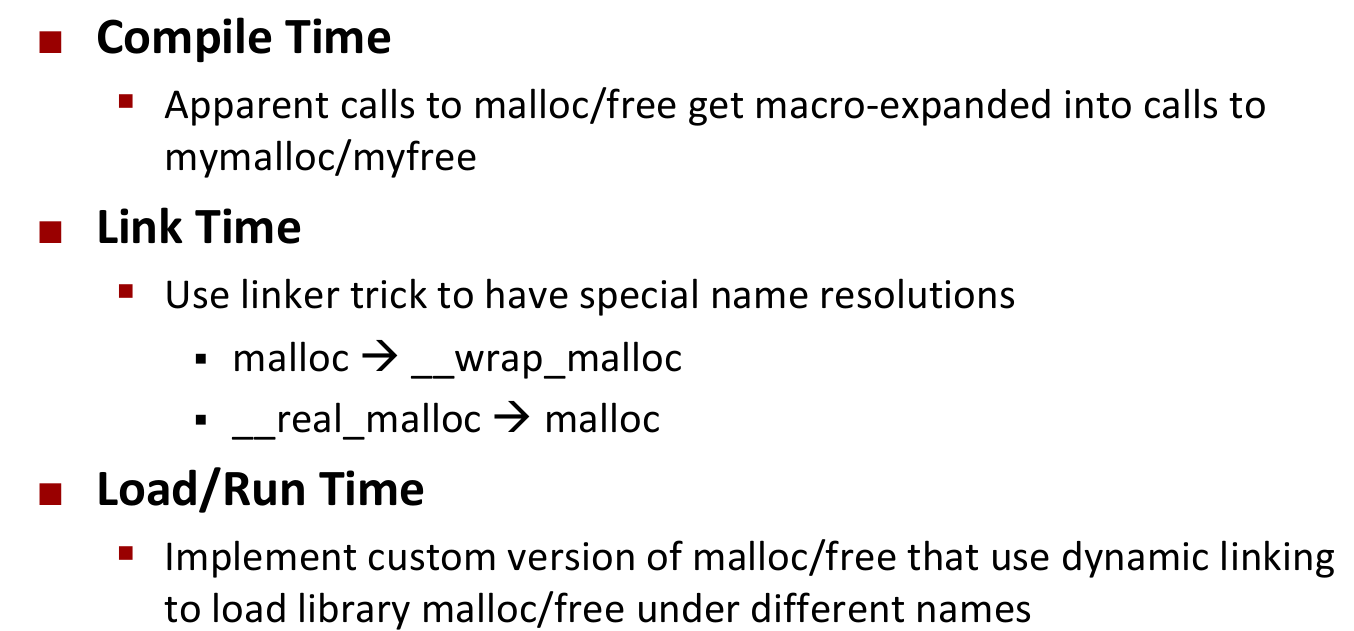 ■ Compile Time
▪ Apparent calls to malloc/free get macro-expanded into calls to
mymalloc/myfree
■ Link Time
▪ Use linker trick to have special name resolutions
▪ malloc → __wrap_malloc
▪ __real_malloc → malloc
■ Load/Run Time
▪ Implement custom version of malloc/free that use dynamic linking
to load library malloc/free under different names